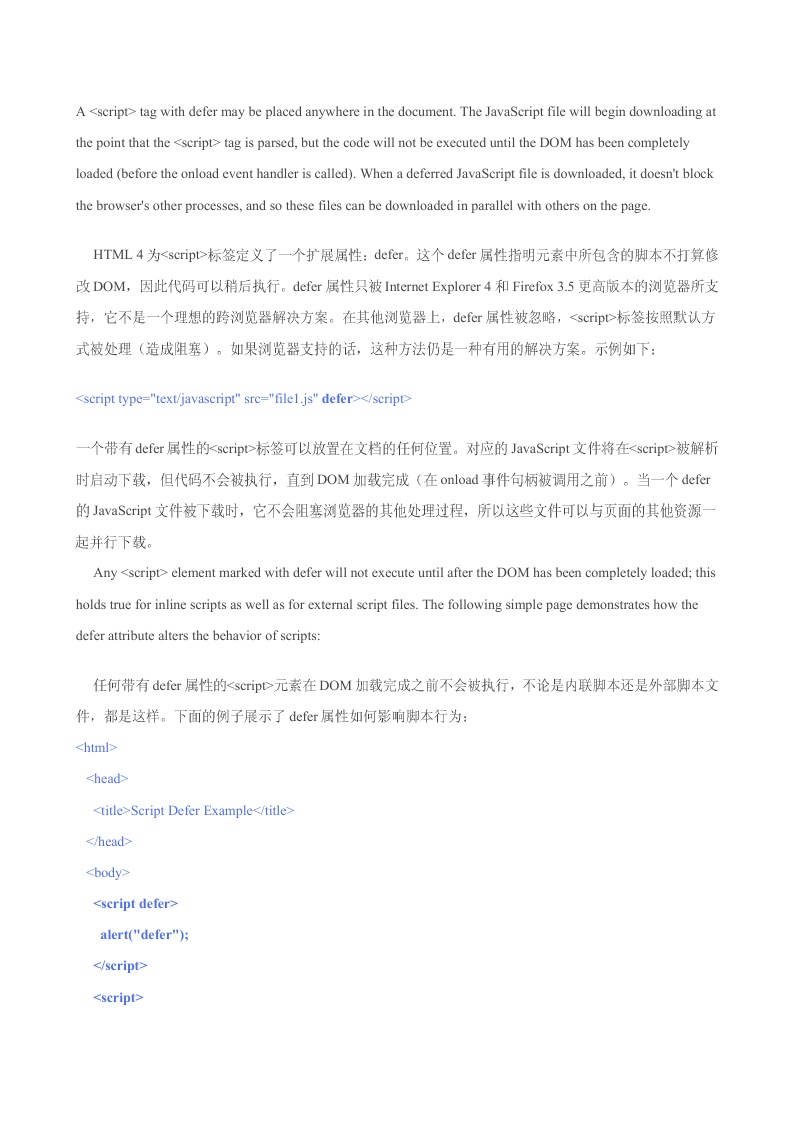 A <script> tag with defer may be placed anywhere in the document. The JavaScript file will begin downloading at
the point that the <script> tag is parsed, but the code will not be executed until the DOM has been completely
loaded (before the onload event handler is called). When a deferred JavaScript file is downloaded, it doesn't block
the browser's other processes, and so these files can be downloaded in parallel with others on the page.
HTML 4 为<script>标签定义了一个扩展属性：defer。这个 defer 属性指明元素中所包含的脚本不打算修
改 DOM，因此代码可以稍后执行。defer 属性只被 Internet Explorer 4 和 Firefox 3.5 更高版本的浏览器所支
持，它不是一个理想的跨浏览器解决方案。在其他浏览器上，defer 属性被忽略，<script>标签按照默认方
式被处理（造成阻塞）。如果浏览器支持的话，这种方法仍是一种有用的解决方案。示例如下：
<script type="text/javascript" src="file1.js" defer></script>
一个带有 defer 属性的<script>标签可以放置在文档的任何位置。对应的 JavaScript 文件将在<script>被解析
时启动下载，但代码不会被执行，直到 DOM 加载完成（在 onload 事件句柄被调用之前）。当一个 defer
的 JavaScript 文件被下载时，它不会阻塞浏览器的其他处理过程，所以这些文件可以与页面的其他资源一
起并行下载。
Any <script> element marked with defer will not execute until after the DOM has been completely loaded; this
holds true for inline scripts as well as for external script files. The following simple page demonstrates how the
defer attribute alters the behavior of scripts:
任何带有 defer 属性的<script>元素在 DOM 加载完成之前不会被执行，不论是内联脚本还是外部脚本文
件，都是这样。下面的例子展示了 defer 属性如何影响脚本行为：
<html>
<head>
<title>Script Defer Example</title>
</head>
<body>
<script defer>
alert("defer");
</script>
<script>